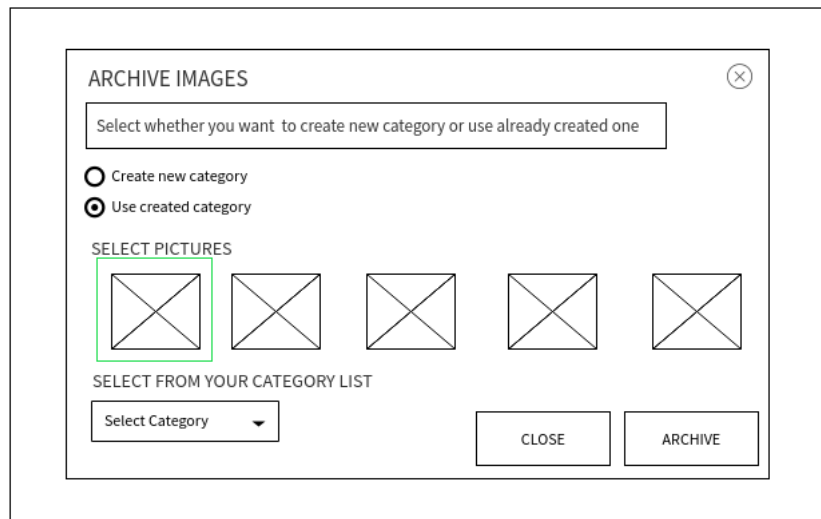 ARCHIVE IMAGES
Select whether you want to create new category or use already created one
Create new category
Use created category
SELECT PICTURES
SELECT FROM YOUR CATEGORY LIST
Select Category
CLOSE
ARCHIVE